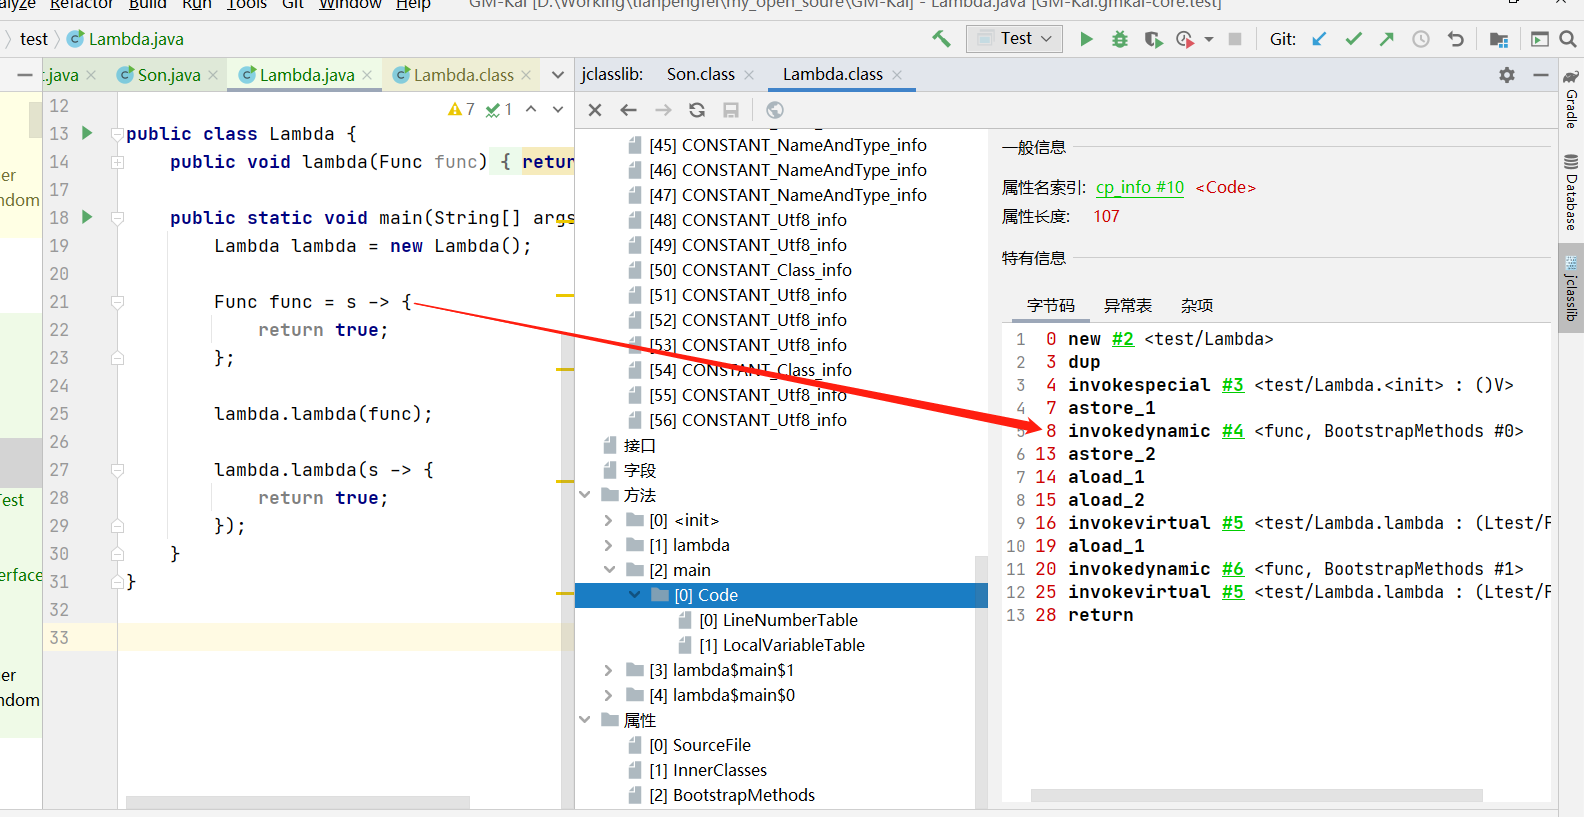 alyze Refactor Build Run Tools Git Window Help GM-Kai [D:\Working\tianpengfei\my_open_soure\GM-Kai] - Lambda.java [GM-Kai.gmkai-core.test]
test Lambda.java Test Git:
t.java Son.java Lambda.java Lambda.class jclasslib: Son.class Lambda.class
7 1
12
13 public class Lambda {
14 public void lambda(Func func) { retur
17
18 public static void main(String[] args
19 Lambda lambda = new Lambda();
20
21 Func func = s -> {
22 return true;
23 };
24
25 lambda.lambda(func);
26
27 lambda.lambda(s -> {
28 return true;
29 });
30 }
31 }
32
33
er
ndom
Test
erface
er
ndom
[45] CONSTANT_NameAndType_info
[46] CONSTANT_NameAndType_info
[47] CONSTANT_NameAndType_info
[48] CONSTANT_Utf8_info
[49] CONSTANT_Utf8_info
[50] CONSTANT_Class_info
[51] CONSTANT_Utf8_info
[52] CONSTANT_Utf8_info
[53] CONSTANT_Utf8_info
[54] CONSTANT_Class_info
[55] CONSTANT_Utf8_info
[56] CONSTANT_Utf8_info
接口
字段
方法
[0] <init>
[1] lambda
[2] main
[0] Code
[0] LineNumberTable
[1] LocalVariableTable
[3] lambda$main$1
[4] lambda$main$0
属性
[0] SourceFile
[1] InnerClasses
[2] BootstrapMethods
一般信息
属性名索引: cp_info #10 <Code>
属性长度: 107
特有信息
字节码 异常表 杂项
1 0 new #2 <test/Lambda>
2 3 dup
3 4 invokespecial #3 <test/Lambda.<init> : ()V>
4 7 astore_1
5 8 invokedynamic #4 <func, BootstrapMethods #0>
6 13 astore_2
7 14 aload_1
8 15 aload_2
9 16 invokevirtual #5 <test/Lambda.lambda : (Ltest/F
10 19 aload_1
11 20 invokedynamic #6 <func, BootstrapMethods #1>
12 25 invokevirtual #5 <test/Lambda.lambda : (Ltest/F
13 28 return
Gradle
Database
jclasslib